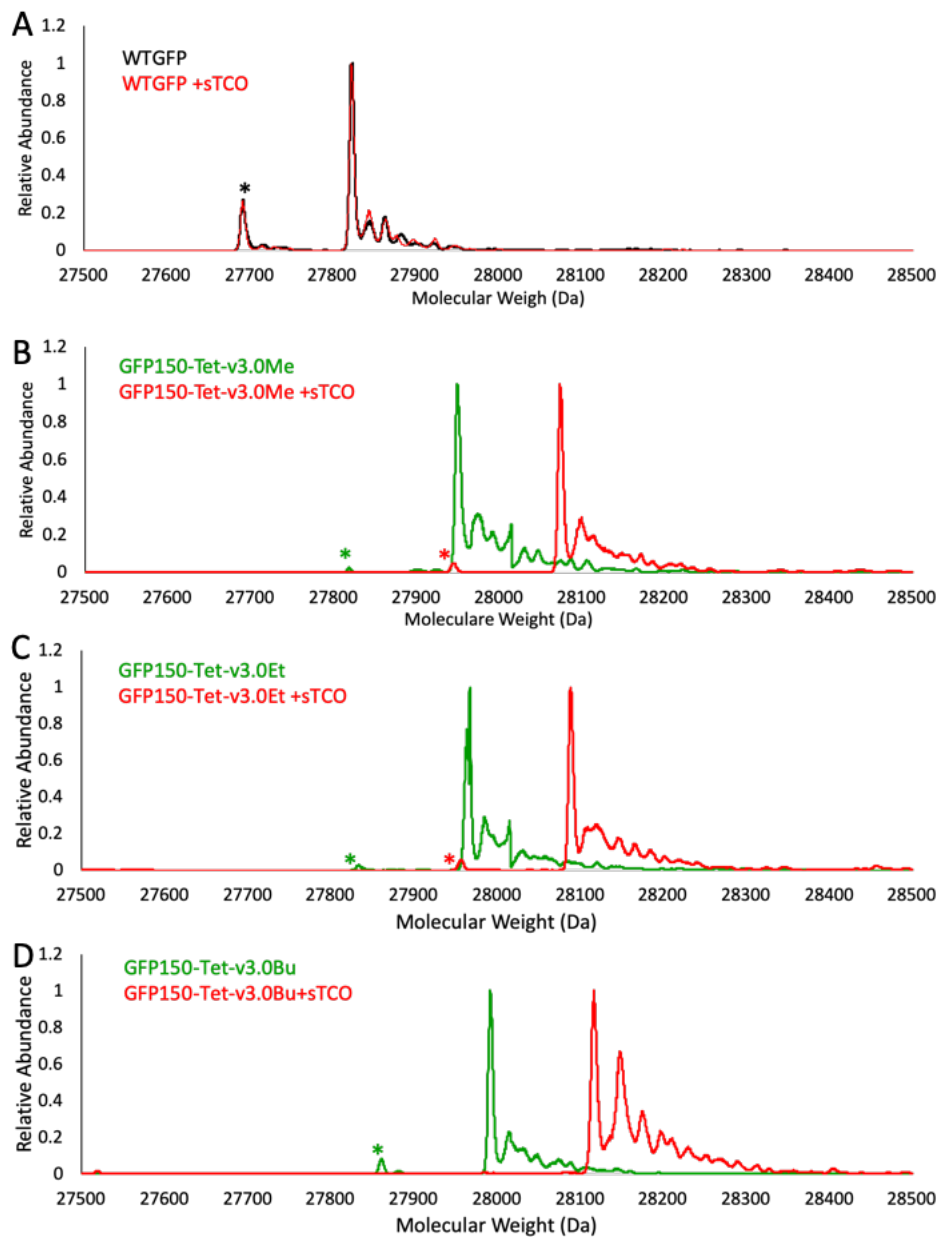 A
1.2
WTGFP
WTGFP +sTCO
1
0.8
0.6
0.4
0.2
0
*
Relative Abundance
27500 27600 27700 27800 27900 28000 28100 28200 28300 28400 28500
Molecular Weigh (Da)
B
1.2
GFP150-Tet-v3.0Me
GFP150-Tet-v3.0Me +sTCO
1
0.8
0.6
0.4
0.2
0
* *
Relative Abundance
27500 27600 27700 27800 27900 28000 28100 28200 28300 28400 28500
Moleculare Weight (Da)
C
1.2
GFP150-Tet-v3.0Et
GFP150-Tet-v3.0Et +sTCO
1
0.8
0.6
0.4
0.2
0
* *
Relative Abundance
27500 27600 27700 27800 27900 28000 28100 28200 28300 28400 28500
Molecular Weight (Da)
D
1.2
GFP150-Tet-v3.0Bu
GFP150-Tet-v3.0Bu+sTCO
1
0.8
0.6
0.4
0.2
0
*
Relative Abundance
27500 27600 27700 27800 27900 28000 28100 28200 28300 28400 28500
Molecular Weight (Da)